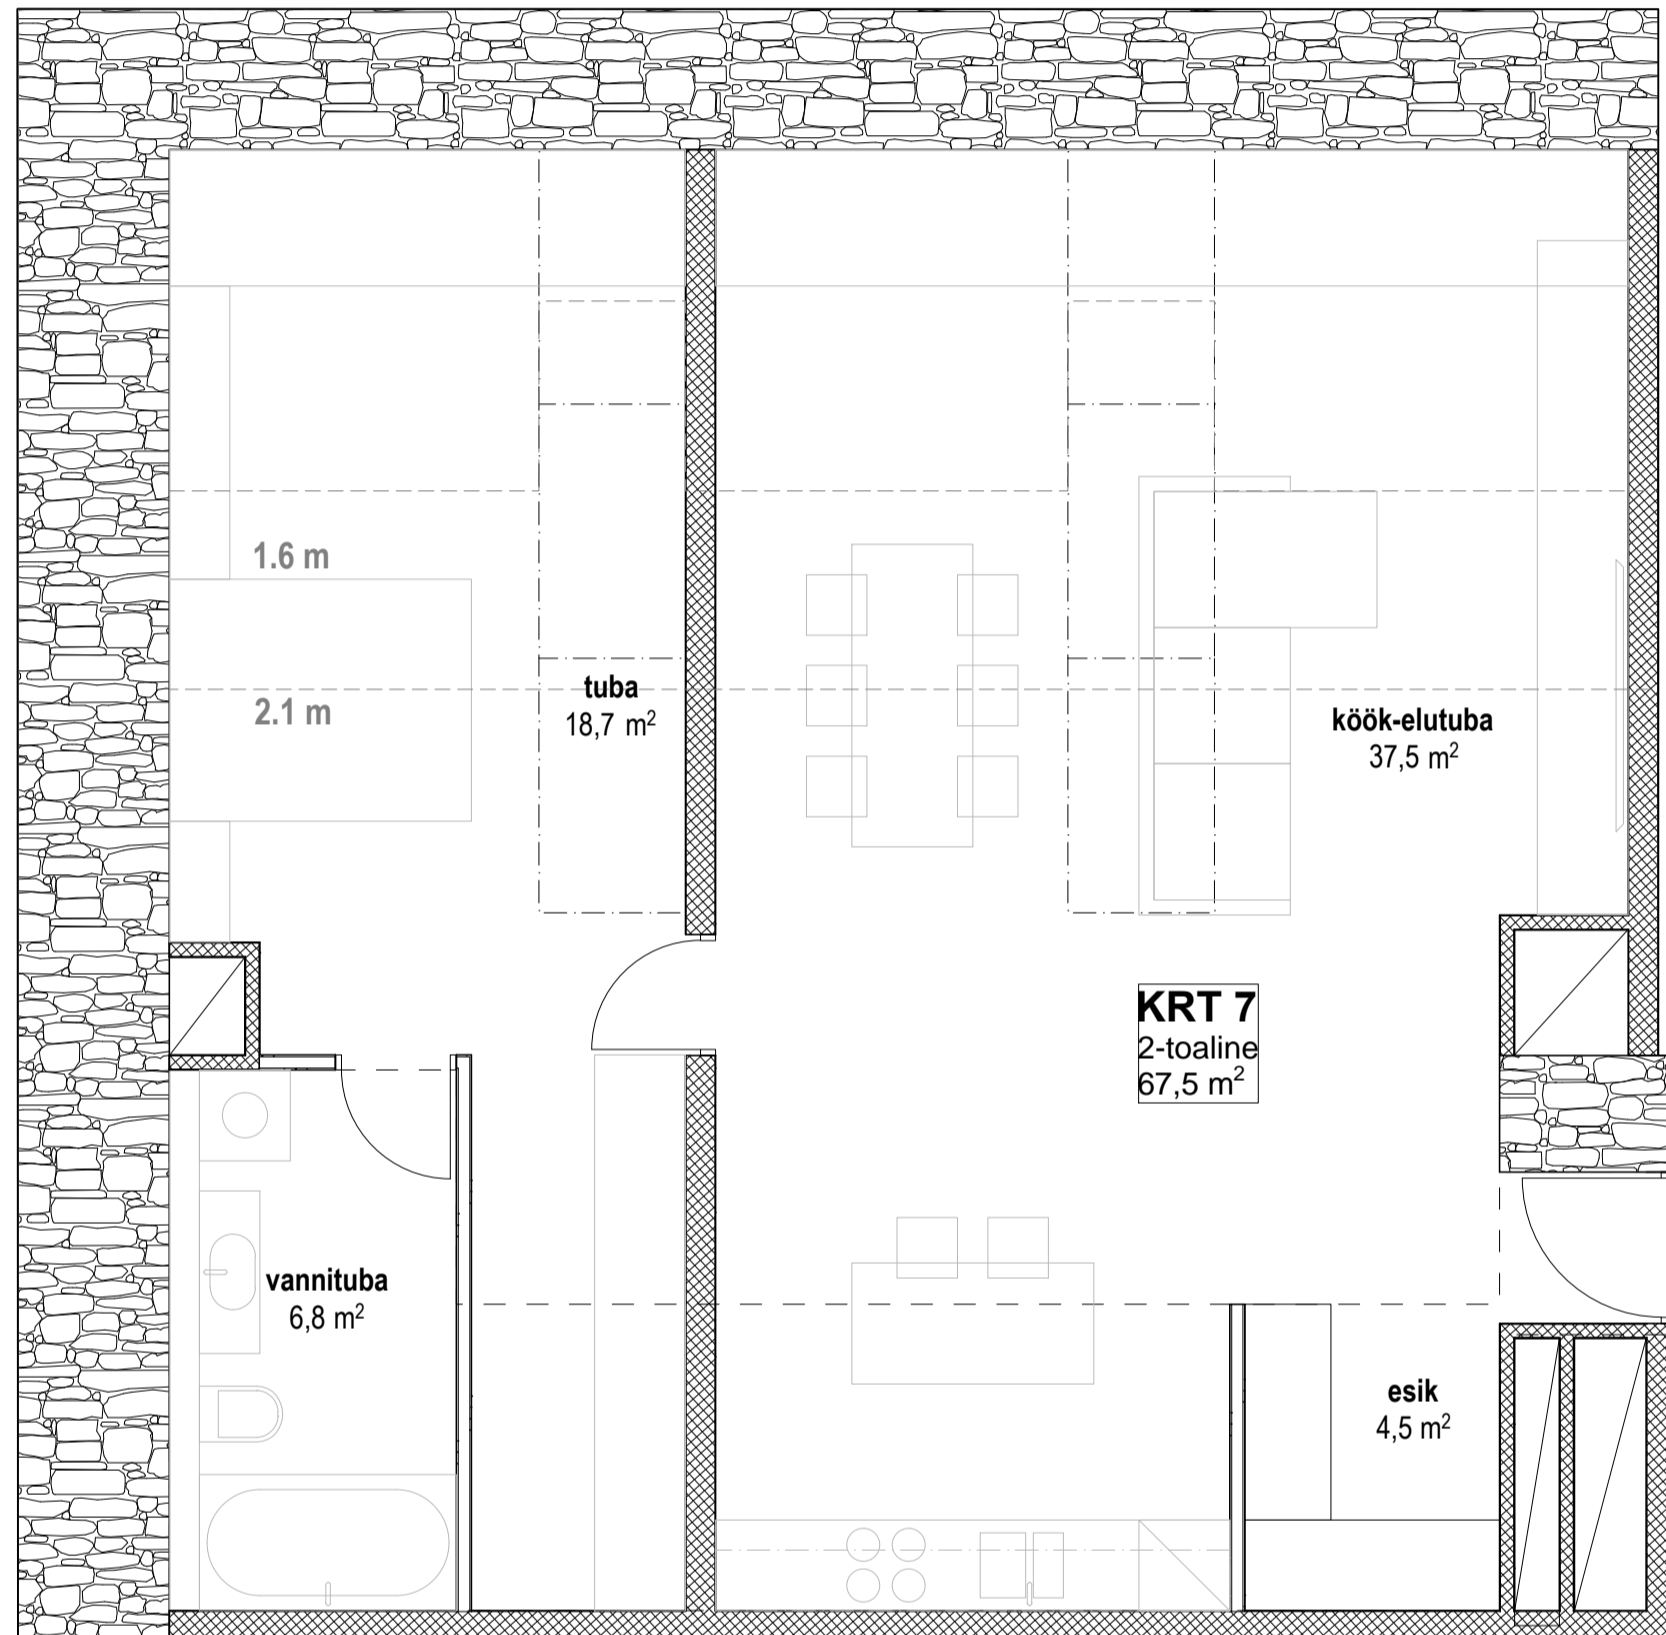 1.6 m
2.1 m
tuba
18,7 m²
köök-elutuba
37,5 m²
KRT 7
2-toaline
67,5 m²
vannituba
6,8 m²
esik
4,5 m²